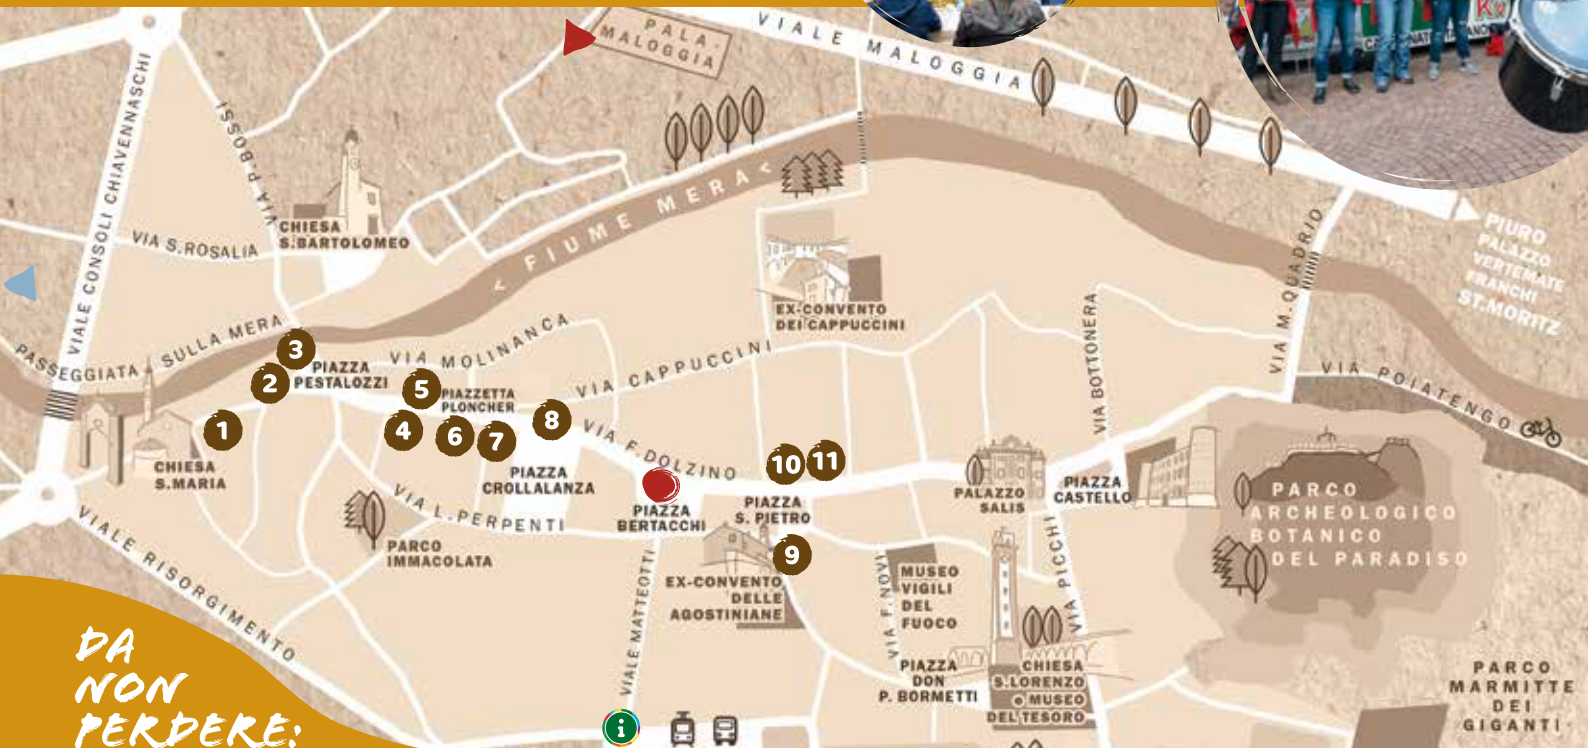 PALA-
MALOGGIA
VIALE MALOGGIA
VIALE CONSOLI CHIAVENNASCHI
VIA P. BOSSI
CHIESA
S.BARTOLOMEO
VIA S.ROSALIA
< FIUME MERA <
PIURO
PALAZZO
VERTEMATE
FRANCHI
ST.MORITZ
EX-CONVENTO
DEI CAPPUCCINI
VIA M.QUADRIO
PASSEGGIATA SULLA MERA
3
2
PIAZZA
PESTALOZZI
VIA MOLINANCA
5
PIAZZETTA
PLONCHER
VIA CAPPUCCINI
VIA BOTTONERA
VIA POIATENGO
1
4
6
7
8
VIA F. DOLZINO
10
11
CHIESA
S.MARIA
PIAZZA
CROLLALANZA
PIAZZA
BERTACCHI
PIAZZA
S. PIETRO
PALAZZO
SALIS
PIAZZA
CASTELLO
PARCO
ARCHEOLOGICO
BOTANICO
DEL PARADISO
VIA L.PERPENTI
PARCO
IMMACOLATA
9
VIALE RISORGIMENTO
EX-CONVENTO
DELLE
AGOSTINIANE
VIALE MATTEOTTI
VIA F. NOVI
MUSEO
VIGILI
DEL
FUOCO
VIA PICCHI
PIAZZA
DON
P. BORMETTI
CHIESA
S.LORENZO
e MUSEO
DEL TESORO
PARCO
MARMITTE
DEI
GIGANTI
DA
NON
PERDERE:
i